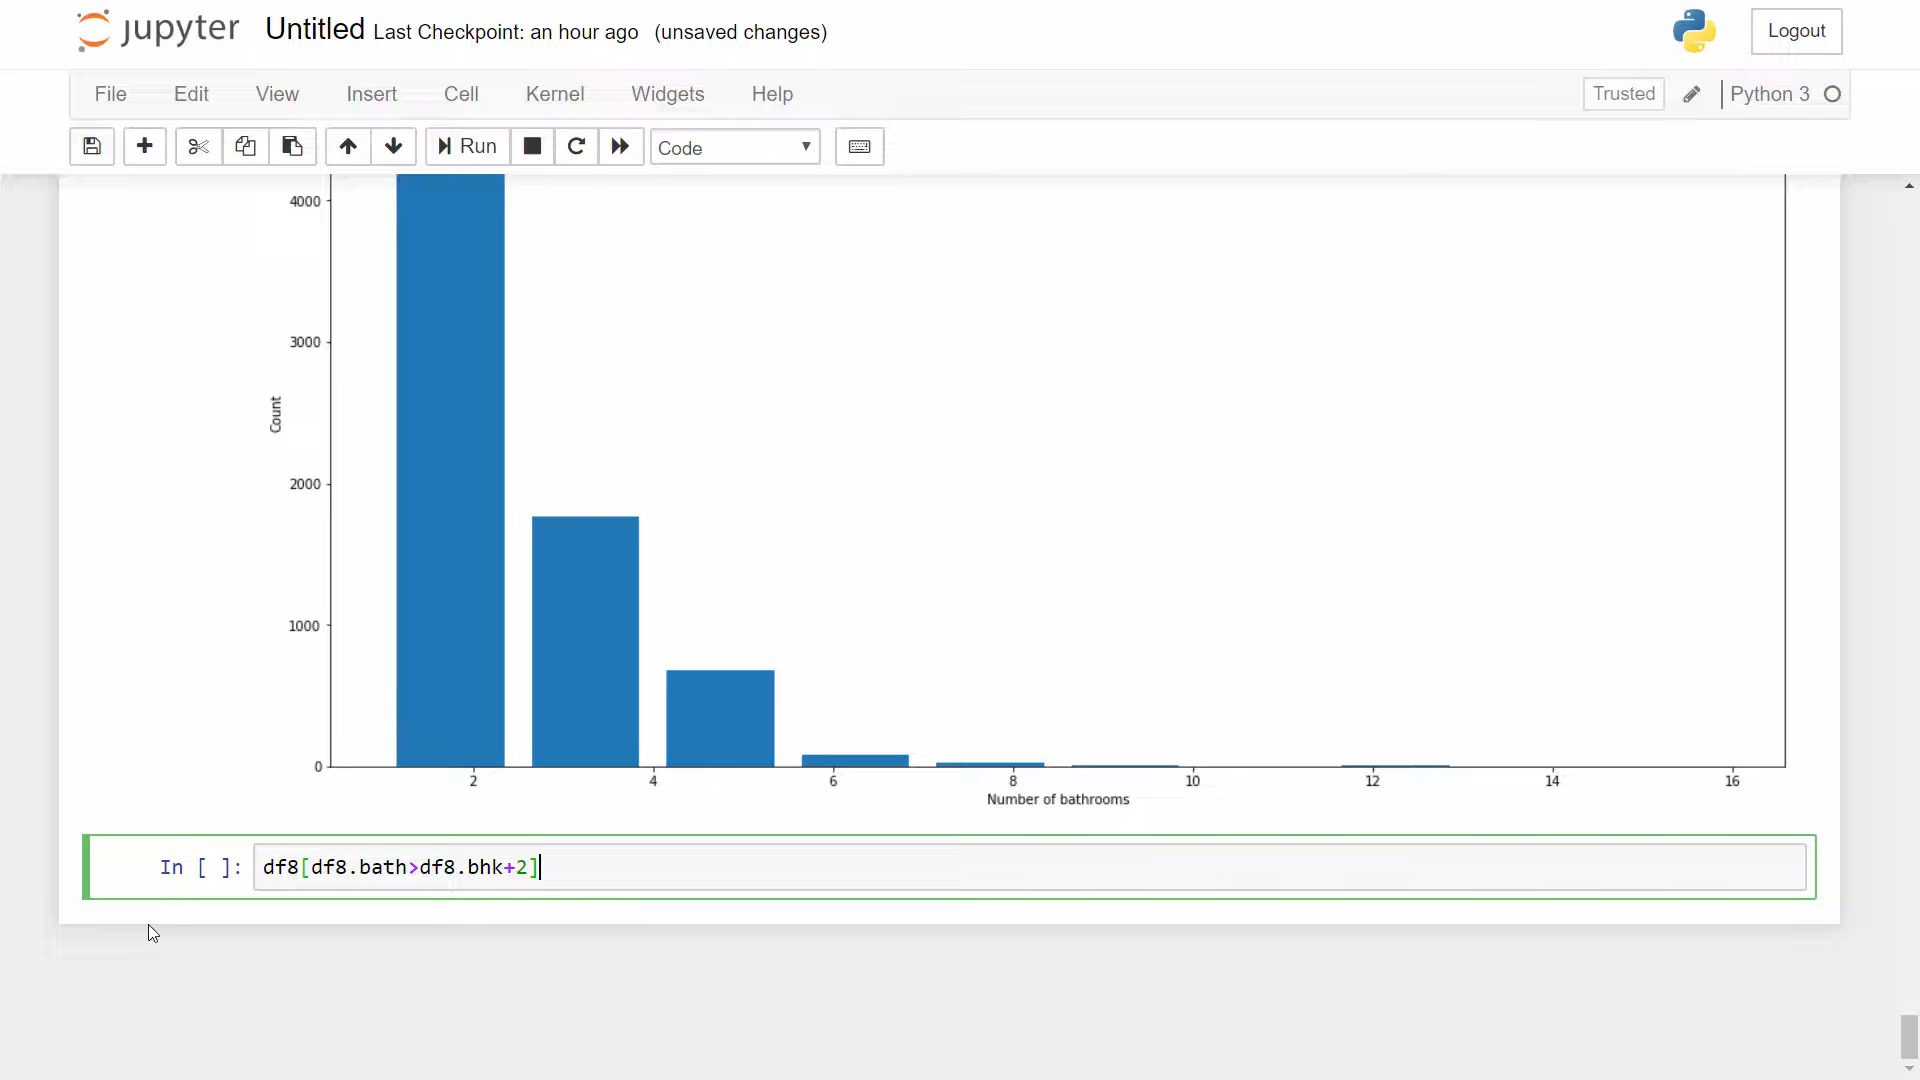 jupyter Untitled Last Checkpoint: an hour ago (unsaved changes) Logout
File Edit View Insert Cell Kernel Widgets Help Trusted Python 3
Run Code
4000
3000
Count
2000
1000
0
2 4 6 8 10 12 14 16
Number of bathrooms
In [ ]: df8[df8.bath>df8.bhk+2]